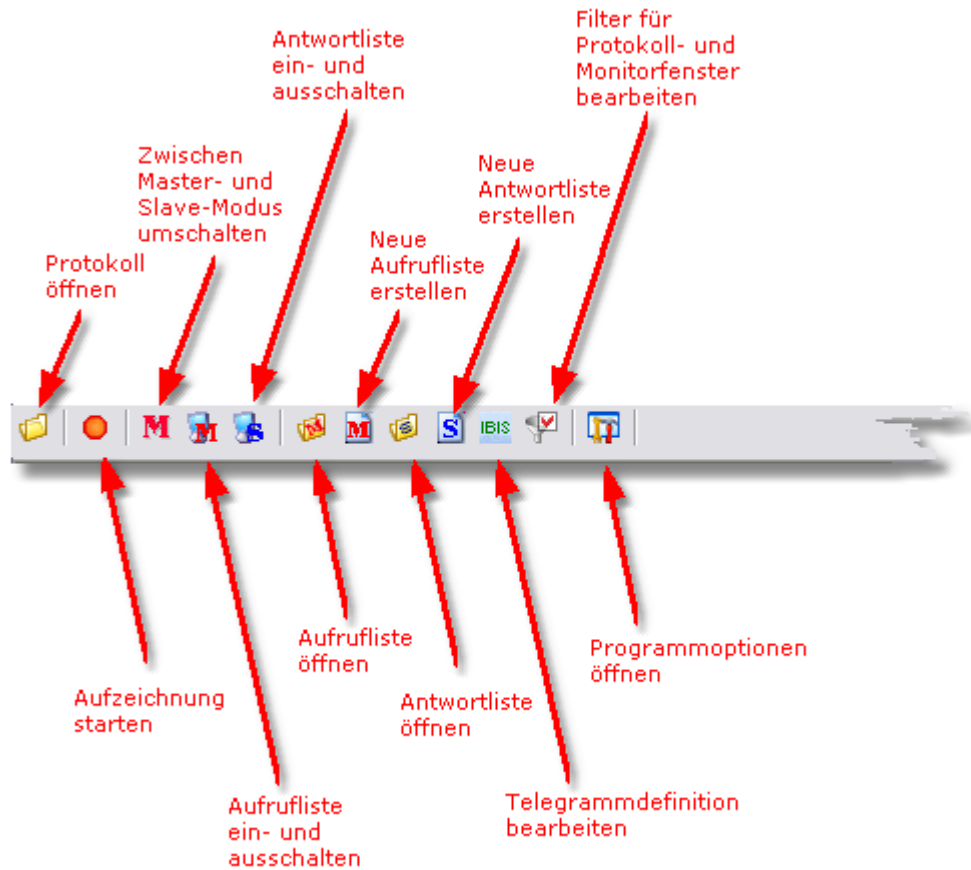 Antwortliste
ein- und
ausschalten
Filter für
Protokoll- und
Monitorfenster
bearbeiten
Zwischen
Master- und
Slave-Modus
umschalten
Neue
Antwortliste
erstellen
Neue
Aufrufliste
erstellen
Protokoll
öffnen
M
M
S
M
M
S
S
IBIS
Aufrufliste
öffnen
Programmoptionen
öffnen
Aufzeichnung
starten
Antwortliste
öffnen
Aufrufliste
ein- und
ausschalten
Telegrammdefinition
bearbeiten